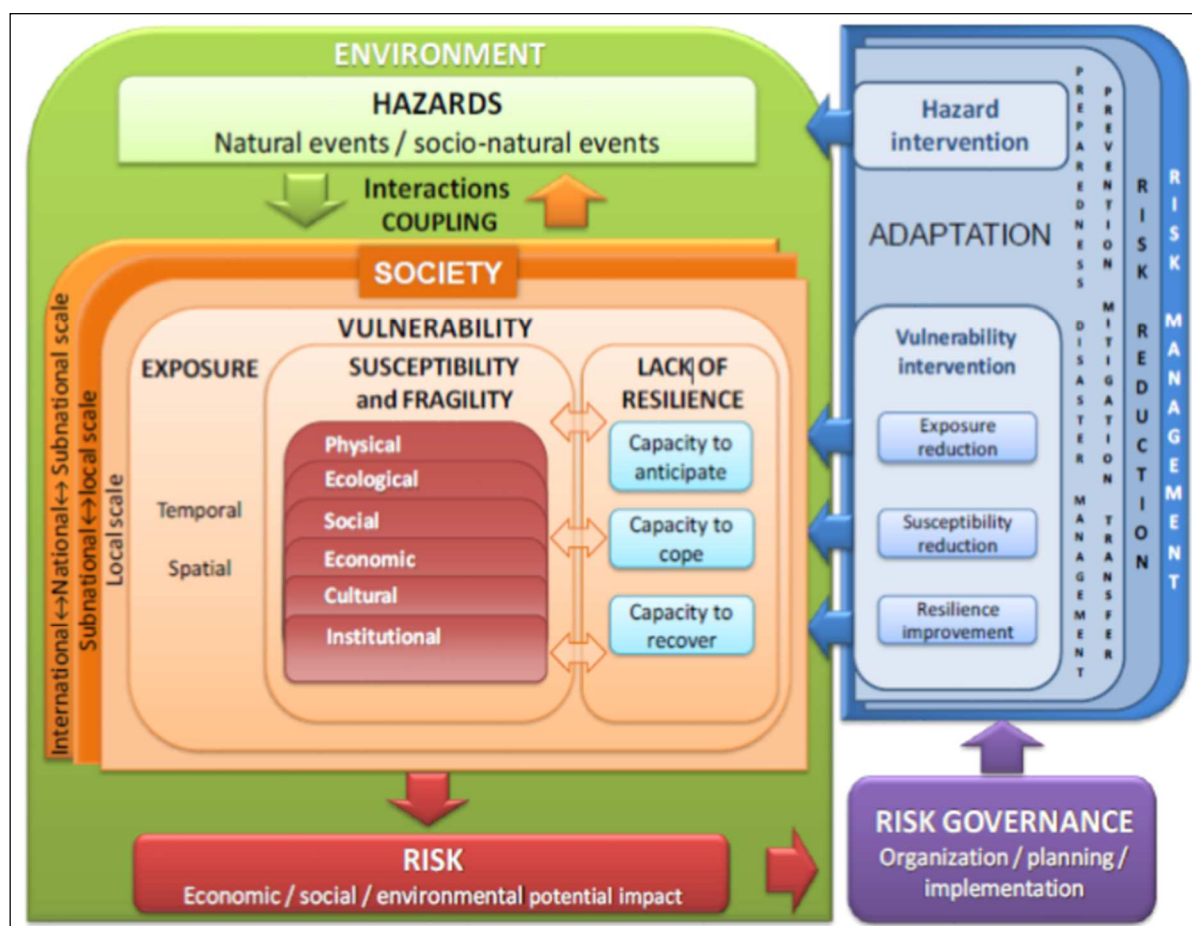 ENVIRONMENT
HAZARDS
Natural events / socio-natural events
Interactions
COUPLING
SOCIETY
International↔National↔ Subnational scale
Subnational↔local scale
Local scale
VULNERABILITY
EXPOSURE
Temporal
Spatial
SUSCEPTIBILITY
and FRAGILITY
Physical
Ecological
Social
Economic
Cultural
Institutional
LACK OF
RESILIENCE
Capacity to
anticipate
Capacity to
cope
Capacity to
recover
RISK
Economic / social / environmental potential impact
Hazard
intervention
ADAPTATION
Vulnerability
intervention
Exposure
reduction
Susceptibility
reduction
Resilience
improvement
PREPAREDNESS DISASTER MANAGEMENT
PREVENTION MITIGATION TRANSFER
RISK REDUCTION
RISK MANAGEMENT
RISK GOVERNANCE
Organization / planning /
implementation